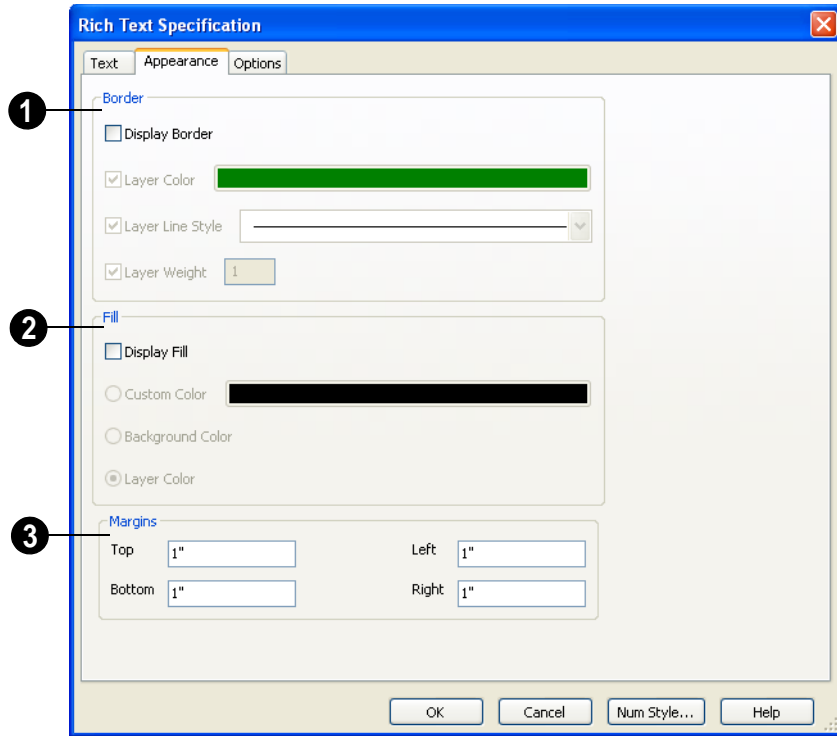 Rich Text Specification
Text Appearance Options
1
Border
Display Border
Layer Color
Layer Line Style
Layer Weight 1
2
Fill
Display Fill
Custom Color
Background Color
Layer Color
3
Margins
Top 1" Left 1"
Bottom 1" Right 1"
OK Cancel Num Style... Help